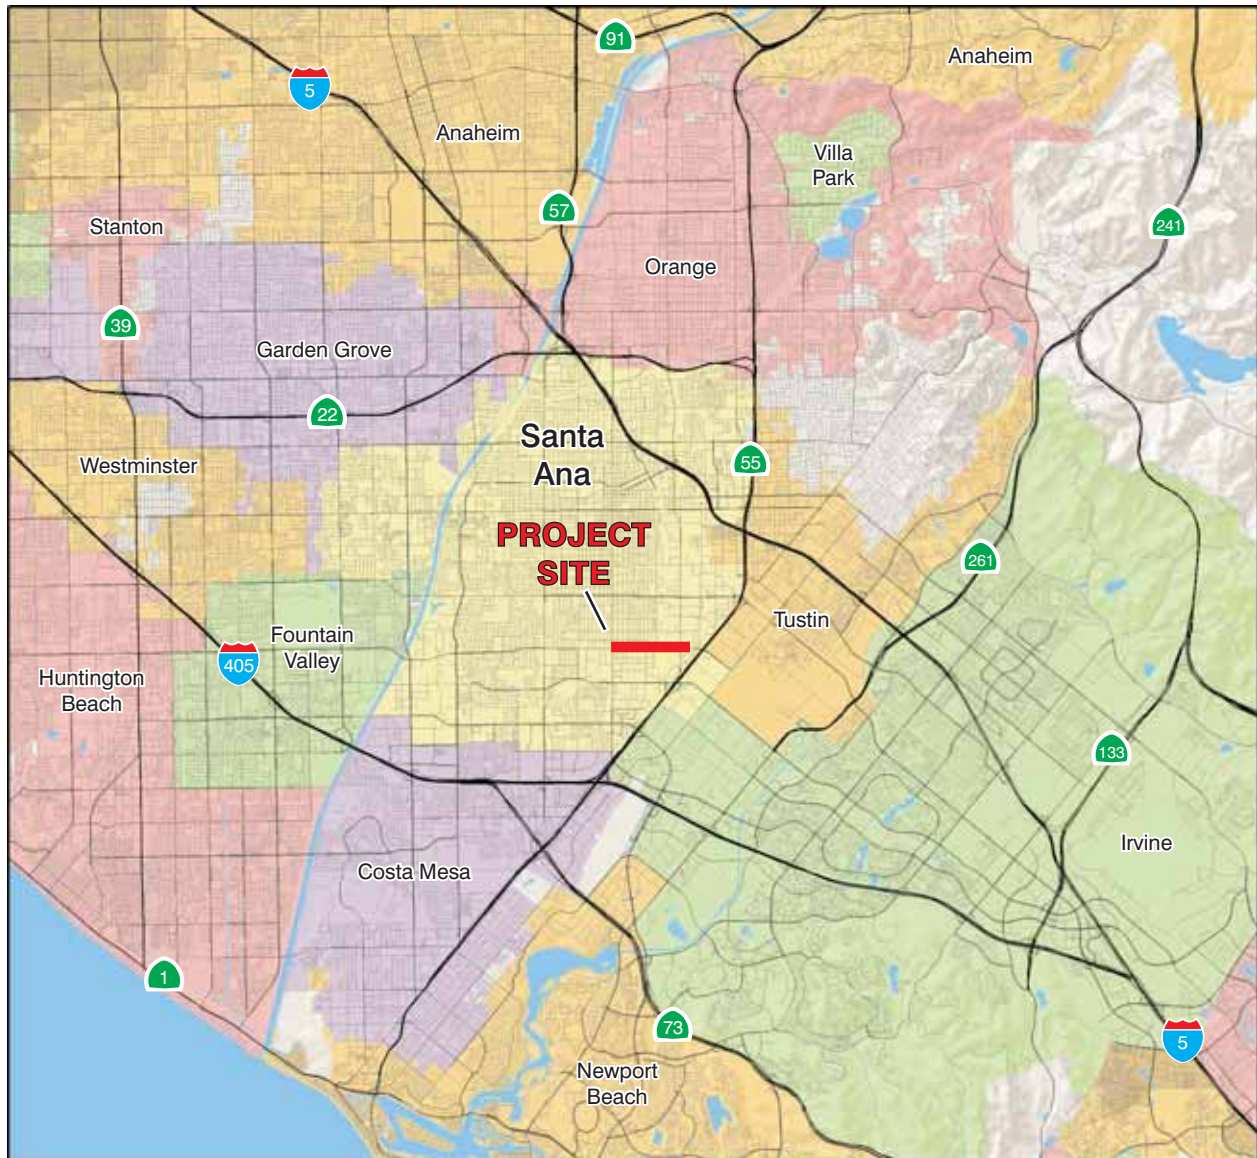 91
Anaheim
5
Anaheim
Villa
Park
57
241
Stanton
Orange
39
Garden Grove
22
Santa
Ana
55
Westminster
PROJECT
SITE
261
Tustin
Fountain
Valley
405
Huntington
Beach
133
Irvine
Costa Mesa
1
73
5
Newport
Beach